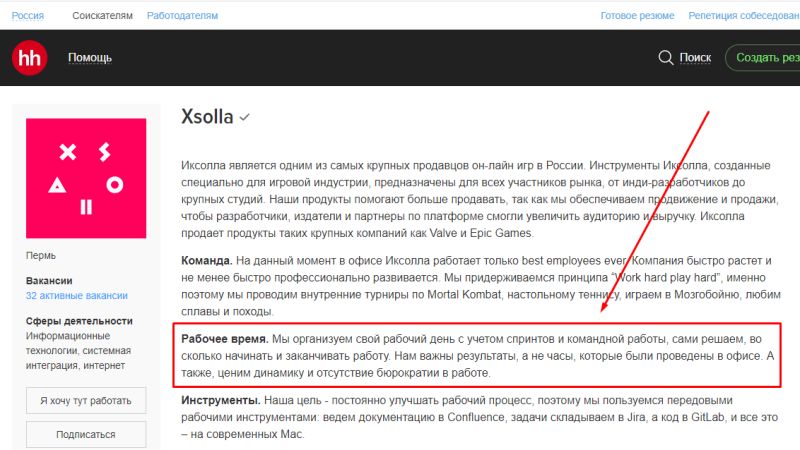 Россия Соискателям Работодателям Готовое резюме Репетиция собеседован
hh Помощь Поиск Создать рез
Xsolla
XS
Иксолла является одним из самых крупных продавцов он-лайн игр в России. Инструменты Иксолла, созданные
специально для игровой индустрии, предназначены для всех участников рынка, от инди-разработчиков до
крупных студий. Наши продукты помогают больше продавать, так как мы обеспечиваем продвижение и продажи,
чтобы разработчики, издатели и партнеры по платформе смогли увеличить аудиторию и выручку. Иксолла
продает продукты таких крупных компаний как Valve и Epic Games.
Пермь
Вакансии
32 активные вакансии
Сферы деятельности
Информационные
технологии, системная
интеграция, интернет
Я хочу тут работать
Подписаться
Команда. На данный момент в офисе Иксолла работает только best employees ever. Компания быстро растет и
не менее быстро профессионально развивается. Мы придерживаемся принципа “Work hard play hard”, именно
поэтому мы проводим внутренние турниры по Mortal Kombat, настольному теннису, играем в Мозгобойню, любим
сплавы и походы.
Рабочее время. Мы организуем свой рабочий день с учетом спринтов и командной работы, сами решаем, во
сколько начинать и заканчивать работу. Нам важны результаты, а не часы, которые были проведены в офисе. А
также, ценим динамику и отсутствие бюрократии в работе.
Инструменты. Наша цель - постоянно улучшать рабочий процесс, поэтому мы пользуемся передовыми
рабочими инструментами: ведем документацию в Confluence, задачи складываем в Jira, а код в GitLab, и все это
– на современных Mac.